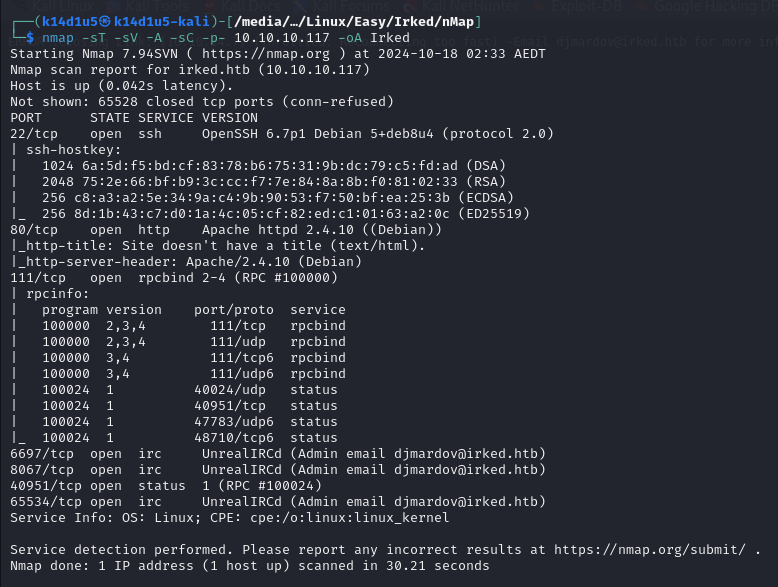 Kali Linux Kali Tools Kali Docs Kali Forums Kali NetHunter Exploit-DB Google Hacking DB
┌──(k14d1u5㉿k14d1u5-kali)-[/media/…/Linux/Easy/Irked/nMap]
└─$ nmap -sT -sV -A -sC -p- 10.10.10.117 -oA Irked
Starting Nmap 7.94SVN ( https://nmap.org ) at 2024-10-18 02:33 AEDT
Nmap scan report for irked.htb (10.10.10.117)
Host is up (0.042s latency).
Not shown: 65528 closed tcp ports (conn-refused)
PORT      STATE SERVICE VERSION
22/tcp    open  ssh     OpenSSH 6.7p1 Debian 5+deb8u4 (protocol 2.0)
| ssh-hostkey:
|   1024 6a:5d:f5:bd:cf:83:78:b6:75:31:9b:dc:79:c5:fd:ad (DSA)
|   2048 75:2e:66:bf:b9:3c:cc:f7:7e:84:8a:8b:f0:81:02:33 (RSA)
|   256 c8:a3:a2:5e:34:9a:c4:9b:90:53:f7:50:bf:ea:25:3b (ECDSA)
|_  256 8d:1b:43:c7:d0:1a:4c:05:cf:82:ed:c1:01:63:a2:0c (ED25519)
80/tcp    open  http    Apache httpd 2.4.10 ((Debian))
|_http-title: Site doesn't have a title (text/html).
|_http-server-header: Apache/2.4.10 (Debian)
111/tcp   open  rpcbind 2-4 (RPC #100000)
| rpcinfo:
|   program version    port/proto  service
|   100000  2,3,4        111/tcp   rpcbind
|   100000  2,3,4        111/udp   rpcbind
|   100000  3,4          111/tcp6  rpcbind
|   100000  3,4          111/udp6  rpcbind
|   100024  1          40024/udp   status
|   100024  1          40951/tcp   status
|   100024  1          47783/udp6  status
|_  100024  1          48710/tcp6  status
6697/tcp  open  irc     UnrealIRCd (Admin email djmardov@irked.htb)
8067/tcp  open  irc     UnrealIRCd (Admin email djmardov@irked.htb)
40951/tcp open  status  1 (RPC #100024)
65534/tcp open  irc     UnrealIRCd (Admin email djmardov@irked.htb)
Service Info: OS: Linux; CPE: cpe:/o:linux:linux_kernel

Service detection performed. Please report any incorrect results at https://nmap.org/submit/ .
Nmap done: 1 IP address (1 host up) scanned in 30.21 seconds